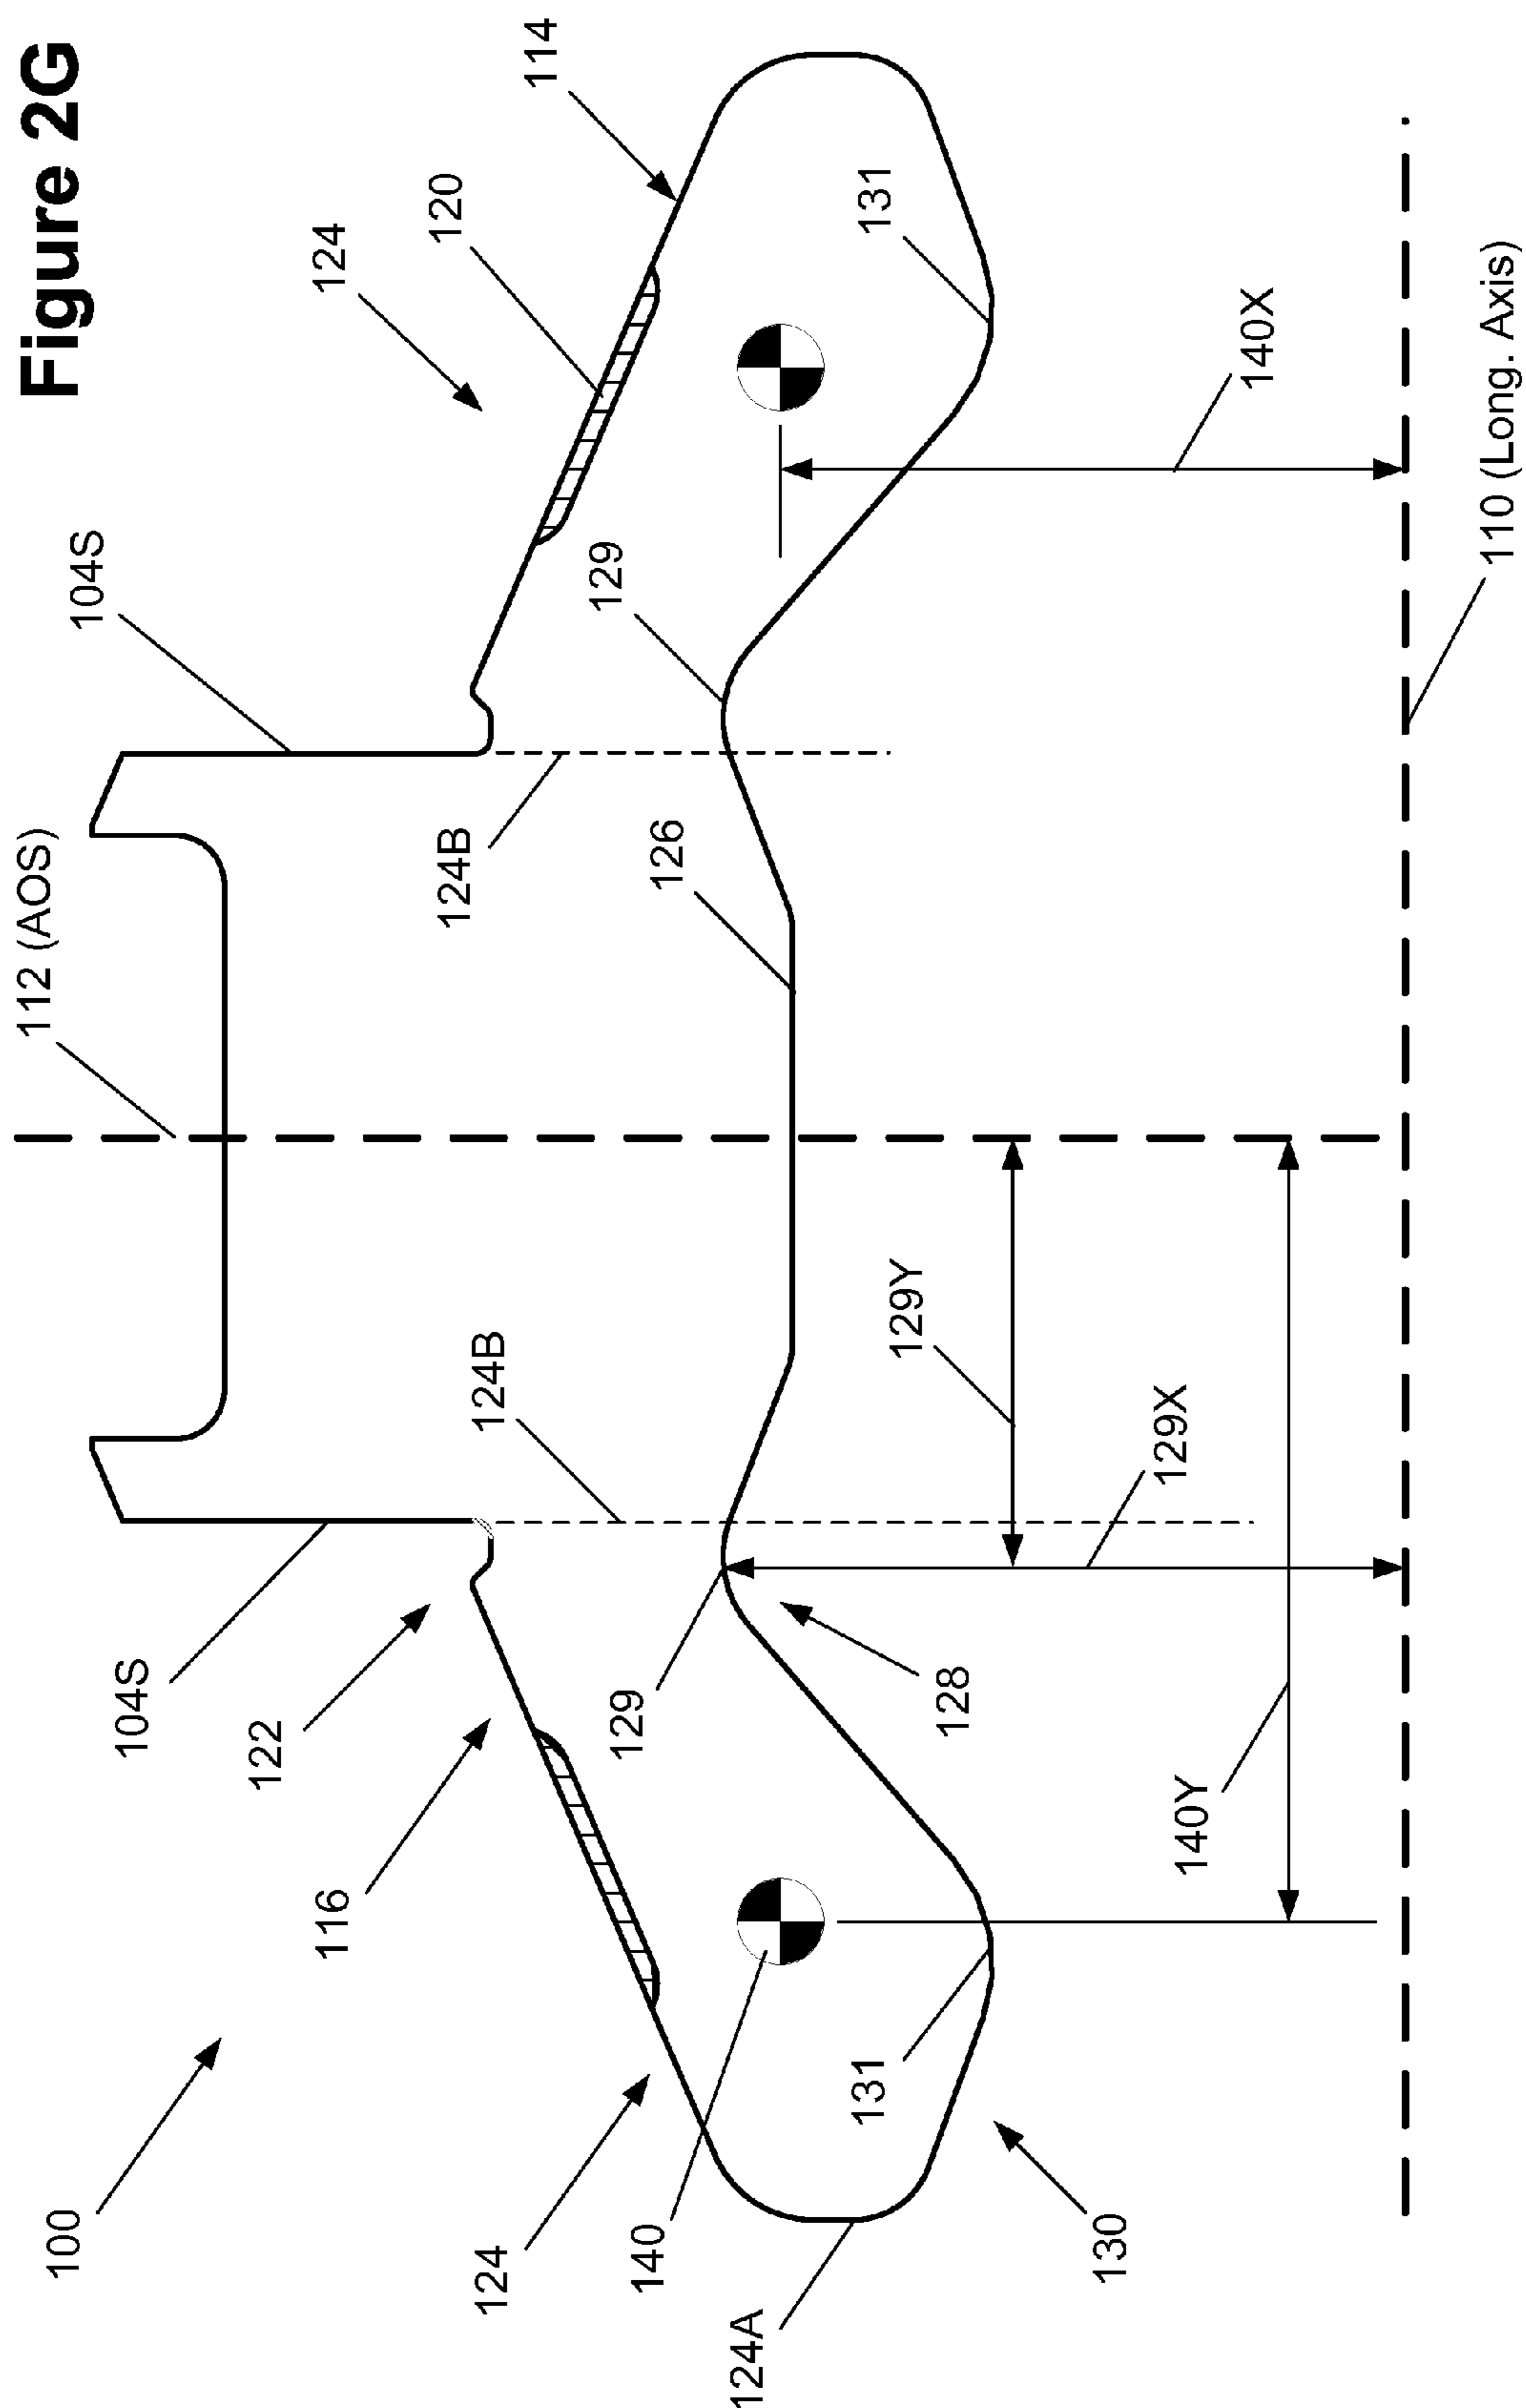 Figure 2G
112 (AOS)
100
104S
104S
122
124
116
120
124B
124
124B
114
129
129
140
126
124A
131
131
129Y
128
130
129X
140Y
140X
110 (Long. Axis)